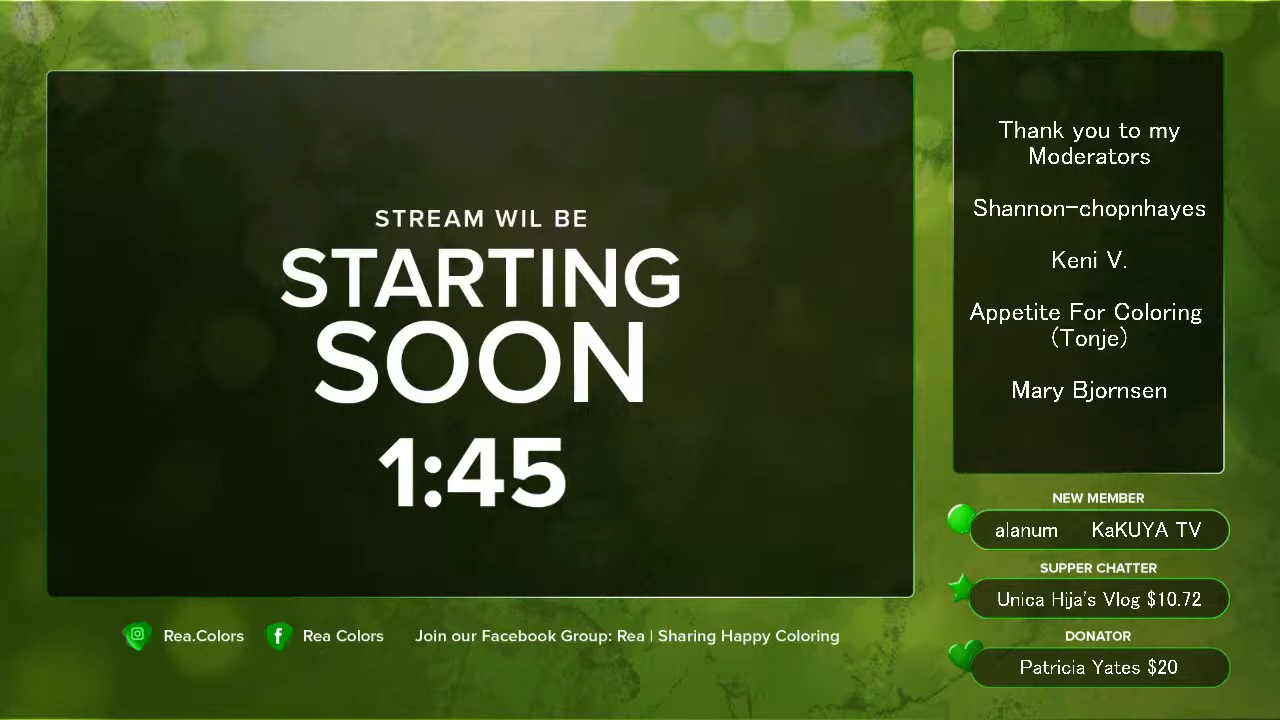 STREAM WIL BE
STARTING
SOON
1:45
Thank you to my
Moderators
Shannon-chopnhayes
Keni V.
Appetite For Coloring
(Tonje)
Mary Bjornsen
NEW MEMBER
alanum KaKUYA TV
SUPPER CHATTER
Unica Hija's Vlog $10.72
DONATOR
Patricia Yates $20
Rea.Colors Rea Colors Join our Facebook Group: Rea | Sharing Happy Coloring